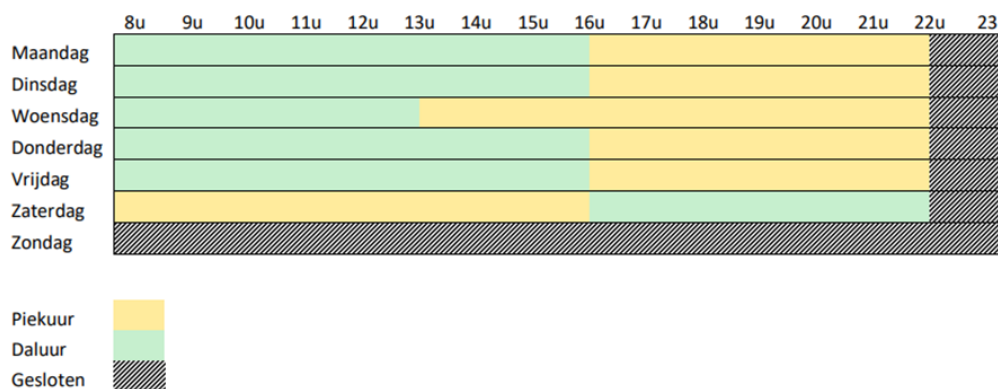 8u 9u 10u 11u 12u 13u 14u 15u 16u 17u 18u 19u 20u 21u 22u 23
Maandag
Dinsdag
Woensdag
Donderdag
Vrijdag
Zaterdag
Zondag
Piekuur
Daluur
Gesloten